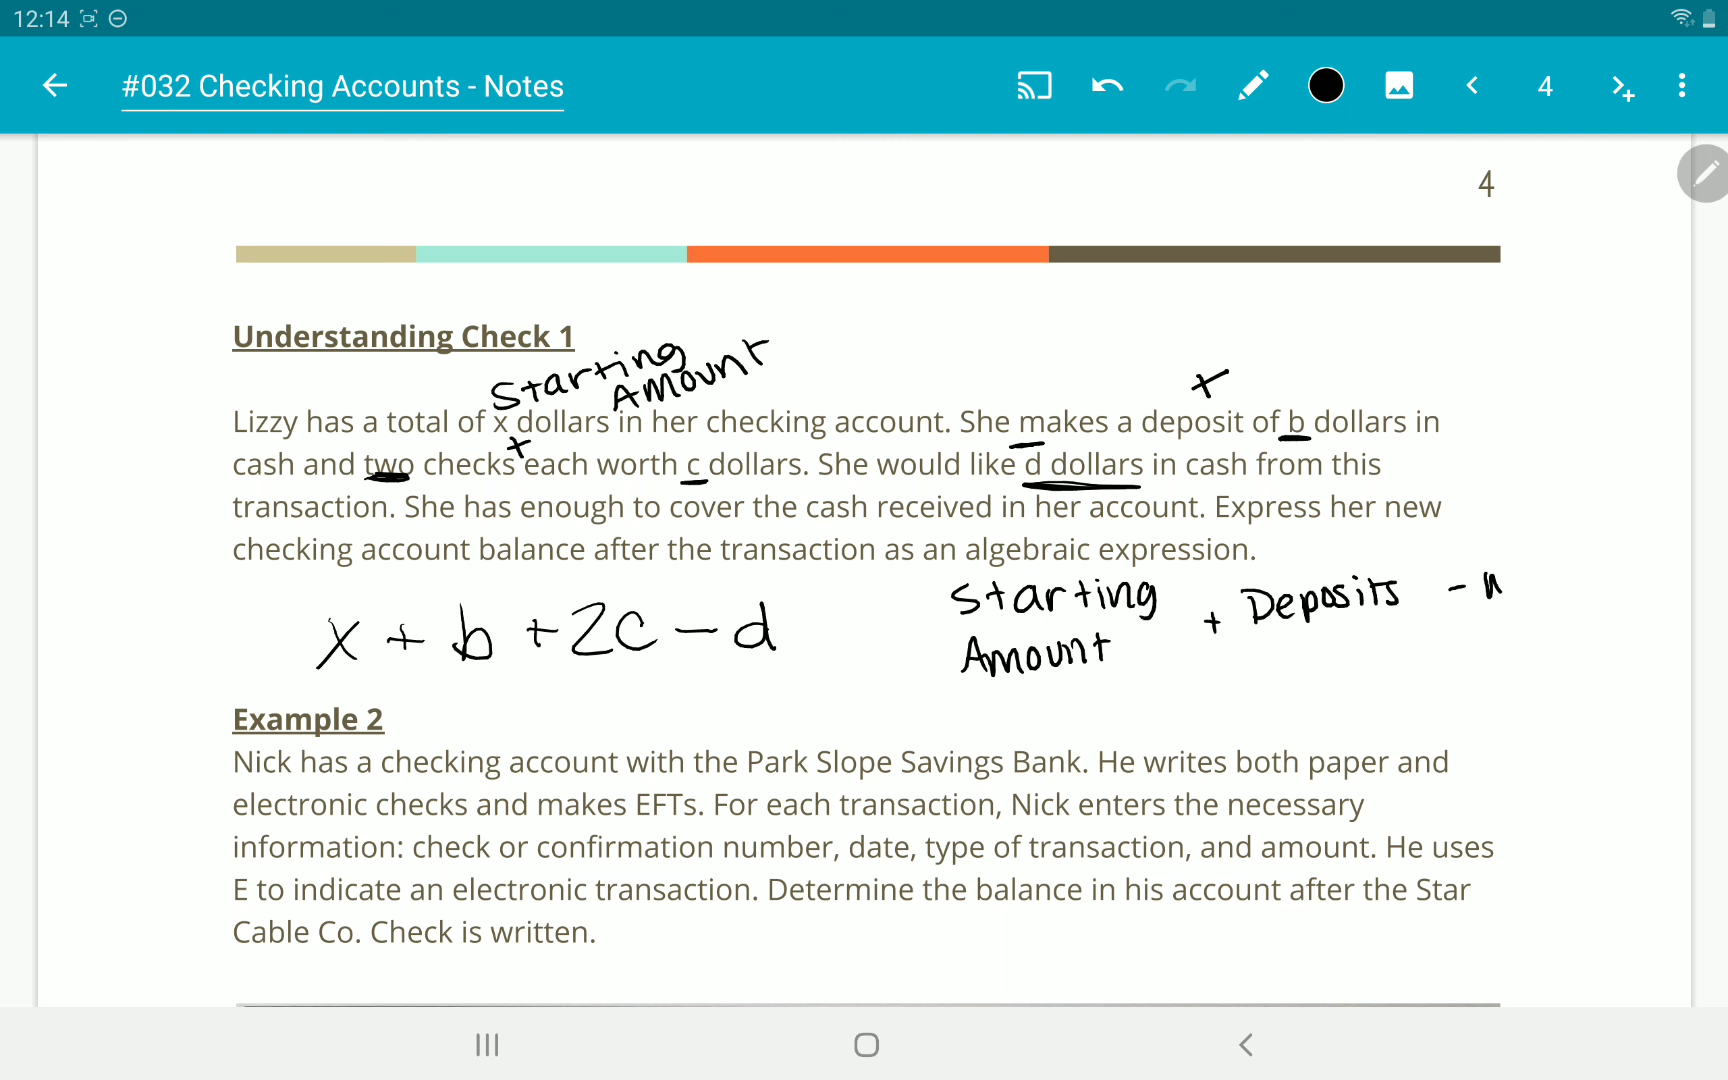 12:14
#032 Checking Accounts - Notes
4
4
Understanding Check 1
Starting
Amount
+
Lizzy has a total of x dollars in her checking account. She makes a deposit of b dollars in
+
cash and two checks each worth c dollars. She would like d dollars in cash from this
transaction. She has enough to cover the cash received in her account. Express her new
checking account balance after the transaction as an algebraic expression.
x + b + 2c - d
Starting
Amount
+ Deposits -
Example 2
Nick has a checking account with the Park Slope Savings Bank. He writes both paper and
electronic checks and makes EFTs. For each transaction, Nick enters the necessary
information: check or confirmation number, date, type of transaction, and amount. He uses
E to indicate an electronic transaction. Determine the balance in his account after the Star
Cable Co. Check is written.